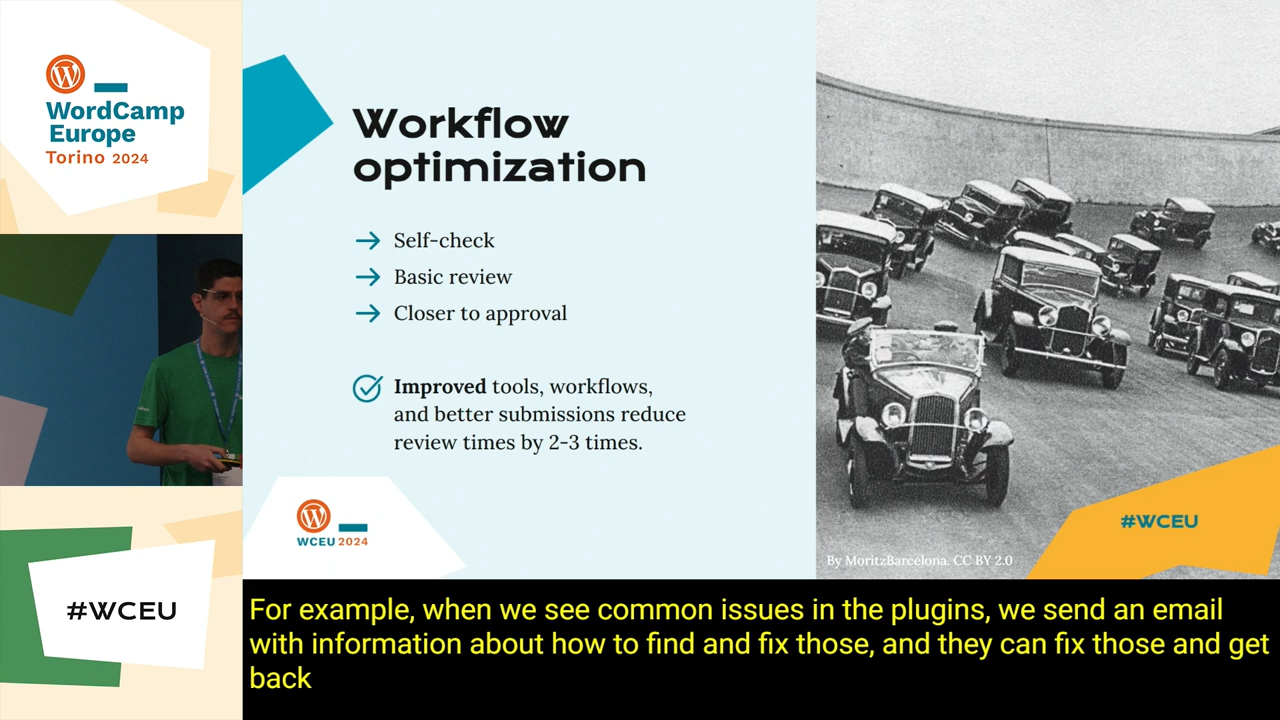 WordCamp
Europe
Torino 2024
#WCEU
Workflow
optimization
→ Self-check
→ Basic review
→ Closer to approval
Improved tools, workflows,
and better submissions reduce
review times by 2-3 times.
WCEU 2024
By MoritzBarcelona. CC BY 2.0
#WCEU
For example, when we see common issues in the plugins, we send an email
with information about how to find and fix those, and they can fix those and get
back